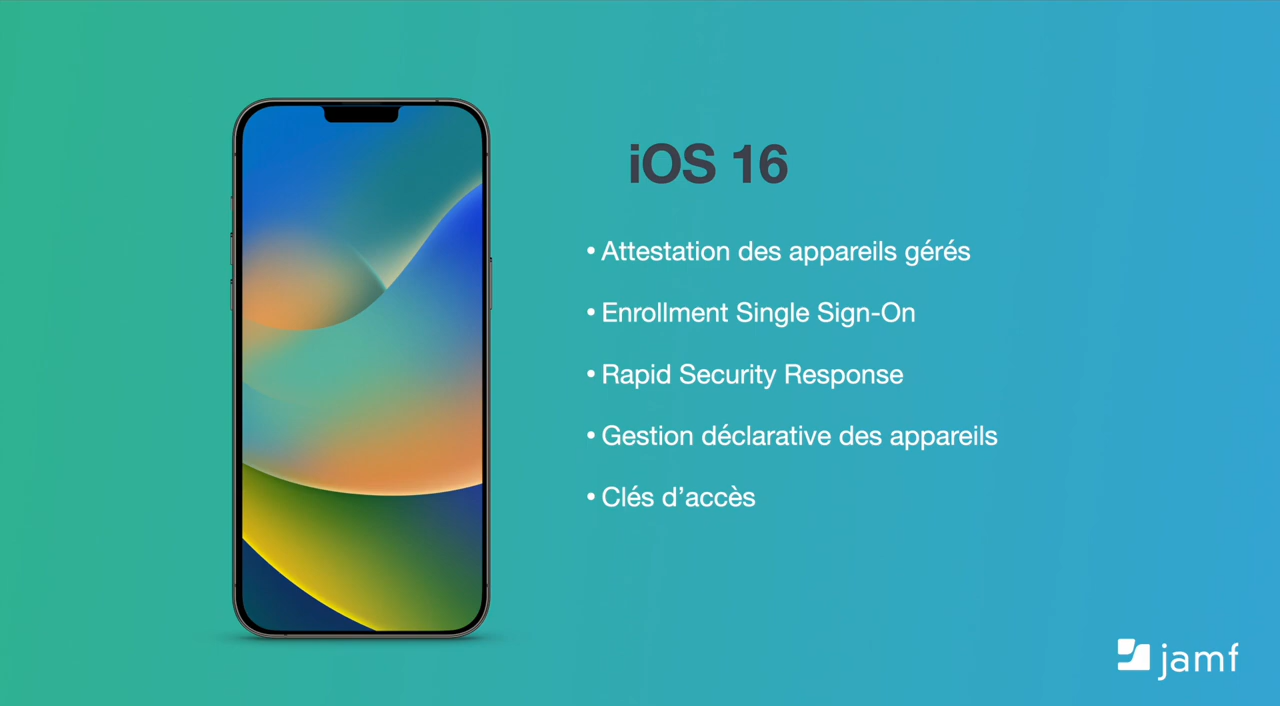 iOS 16
• Attestation des appareils gérés
• Enrollment Single Sign-On
• Rapid Security Response
• Gestion déclarative des appareils
• Clés d’accès
jamf